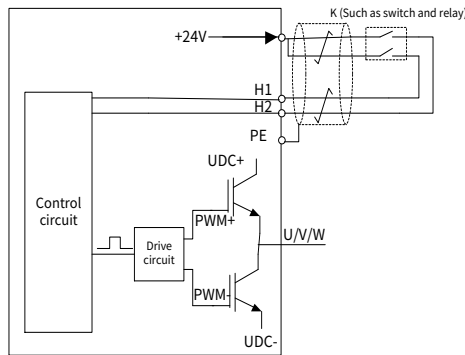 K (Such as switch and relay)
+24V
H1
H2
PE
UDC+
Control
circuit
PWM+
Drive
circuit
U/V/W
PWM-
UDC-